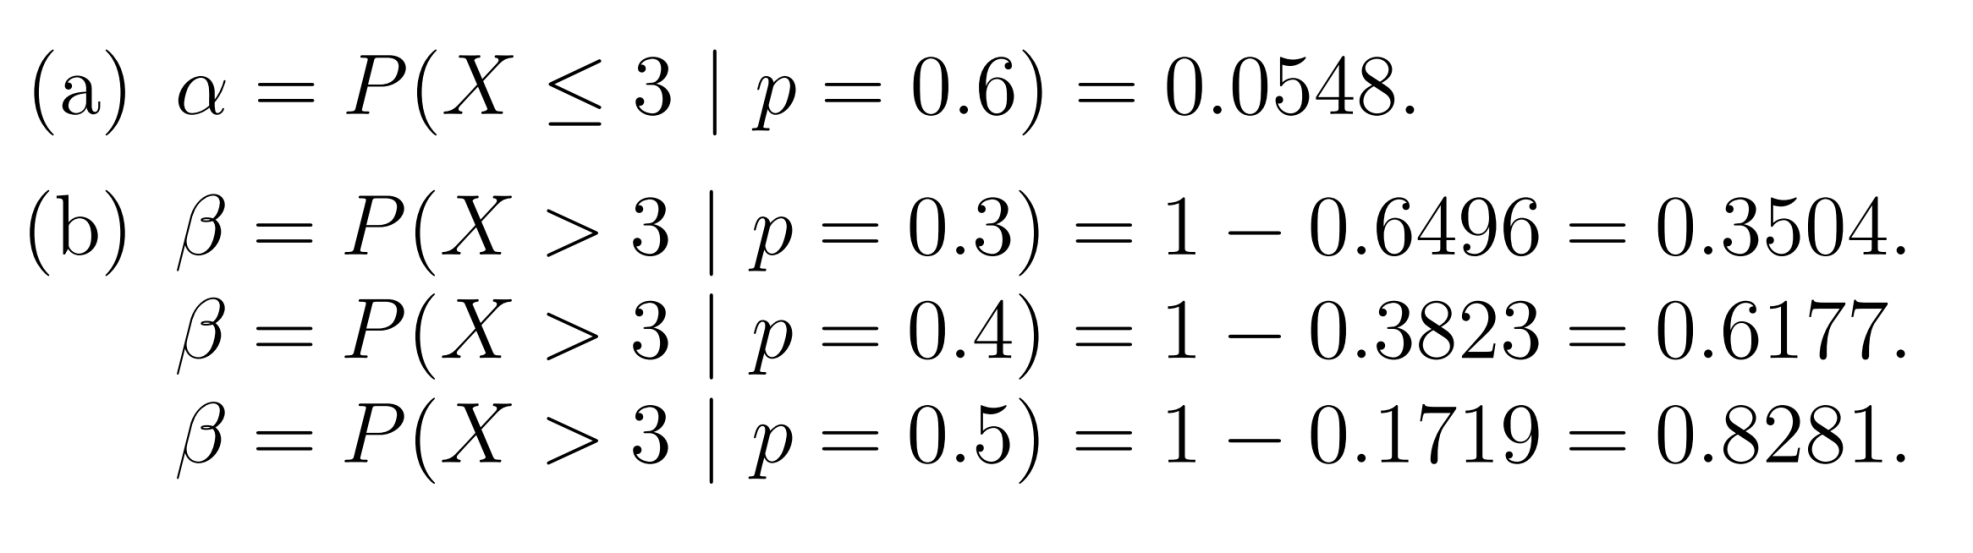 (a) α = P(X ≤ 3 | p = 0.6) = 0.0548.
(b) β = P(X > 3 | p = 0.3) = 1 − 0.6496 = 0.3504.
β = P(X > 3 | p = 0.4) = 1 − 0.3823 = 0.6177.
β = P(X > 3 | p = 0.5) = 1 − 0.1719 = 0.8281.